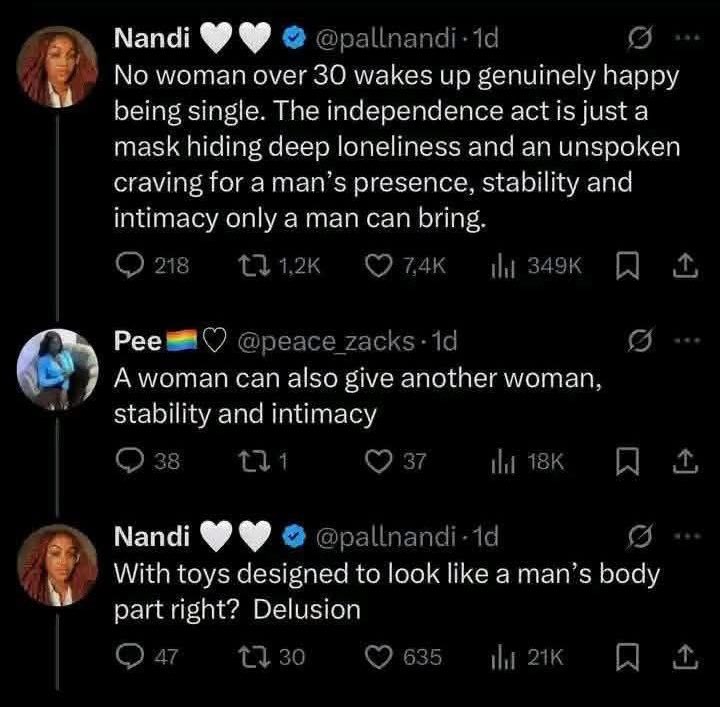 Nandi 🤍🤍 @pallnandi · 1d
No woman over 30 wakes up genuinely happy
being single. The independence act is just a
mask hiding deep loneliness and an unspoken
craving for a man's presence, stability and
intimacy only a man can bring.
218 1,2K 7,4K 349K
Pee🏳️‍🌈♡ @peace_zacks · 1d
A woman can also give another woman,
stability and intimacy
38 1 37 18K
Nandi 🤍🤍 @pallnandi · 1d
With toys designed to look like a man's body
part right?  Delusion
47 30 635 21K